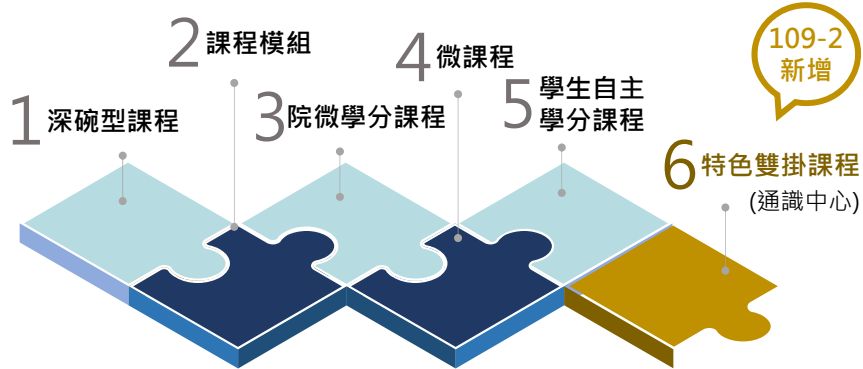 1 深碗型課程
2 課程模組
3 院微學分課程
4 微課程
5 學生自主
學分課程
6 特色雙掛課程
(通識中心)
109-2
新增